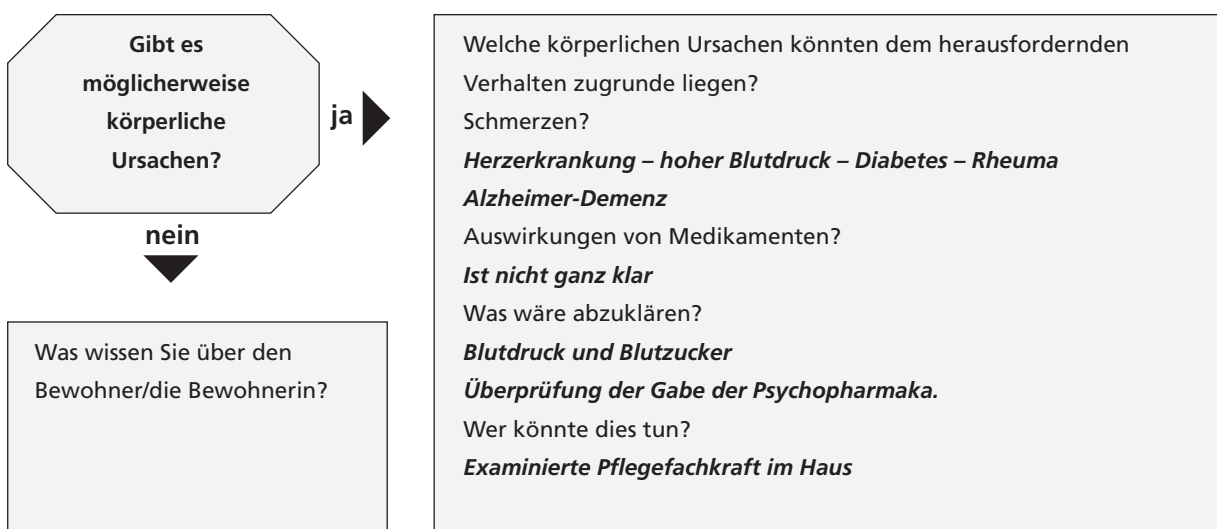 Gibt es
möglicherweise
körperliche
Ursachen?
ja
nein
Was wissen Sie über den
Bewohner/die Bewohnerin?
Welche körperlichen Ursachen könnten dem herausfordernden
Verhalten zugrunde liegen?
Schmerzen?
Herzerkrankung – hoher Blutdruck – Diabetes – Rheuma
Alzheimer-Demenz
Auswirkungen von Medikamenten?
Ist nicht ganz klar
Was wäre abzuklären?
Blutdruck und Blutzucker
Überprüfung der Gabe der Psychopharmaka.
Wer könnte dies tun?
Examinierte Pflegefachkraft im Haus